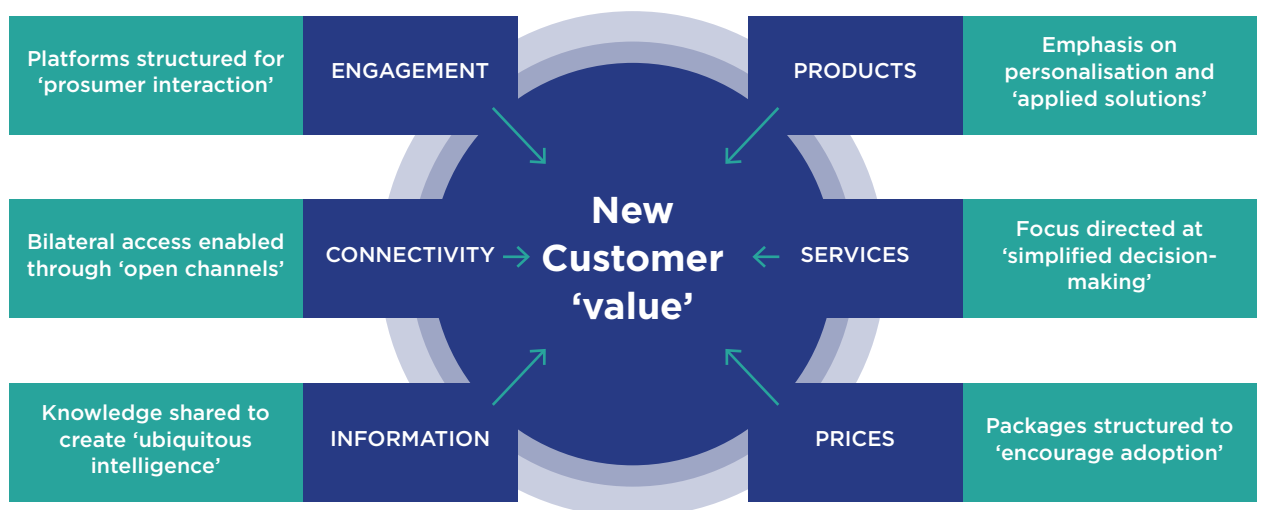 Platforms structured for
‘prosumer interaction’
ENGAGEMENT
PRODUCTS
Emphasis on
personalisation and
‘applied solutions’
Bilateral access enabled
through ‘open channels’
CONNECTIVITY
New
Customer
‘value’
SERVICES
Focus directed at
‘simplified decision-
making’
Knowledge shared to
create ‘ubiquitous
intelligence’
INFORMATION
PRICES
Packages structured to
‘encourage adoption’